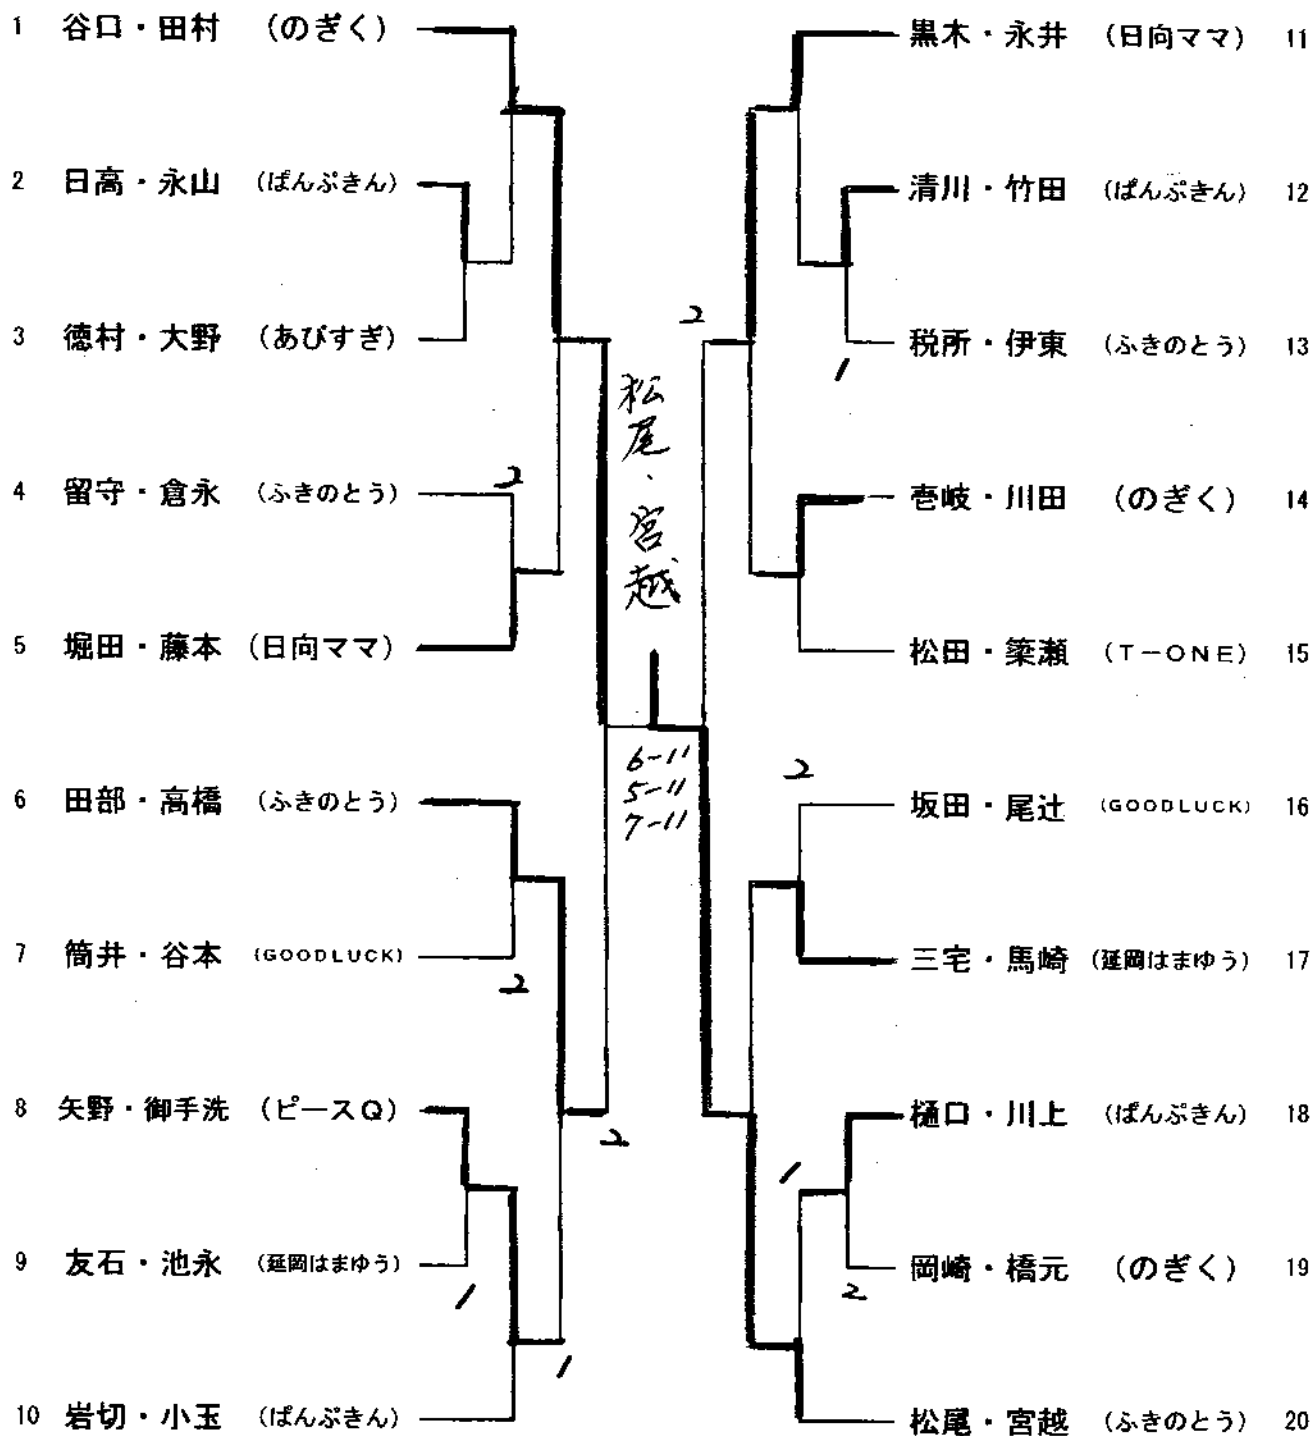 1 谷口・田村 (のぎく)
2 日高・永山 (ぱんぷきん)
3 徳村・大野 (あびすぎ)
2
4 留守・倉永 (ふきのとう)
5 堀田・藤本 (日向ママ)
6 田部・高橋 (ふきのとう)
7 筒井・谷本 (GOODLUCK)
2
8 矢野・御手洗 (ピースQ)
2
9 友石・池永 (延岡はまゆう)
1
1
10 岩切・小玉 (ぱんぷきん)
松尾・宮越
6-11
5-11
7-11
黒木・永井 (日向ママ) 11
清川・竹田 (ぱんぷきん) 12
2
税所・伊東 (ふきのとう) 13
1
壱岐・川田 (のぎく) 14
松田・簗瀬 (T-ONE) 15
2
坂田・尾辻 (GOODLUCK) 16
三宅・馬崎 (延岡はまゆう) 17
樋口・川上 (ぱんぷきん) 18
1
岡崎・橋元 (のぎく) 19
2
松尾・宮越 (ふきのとう) 20